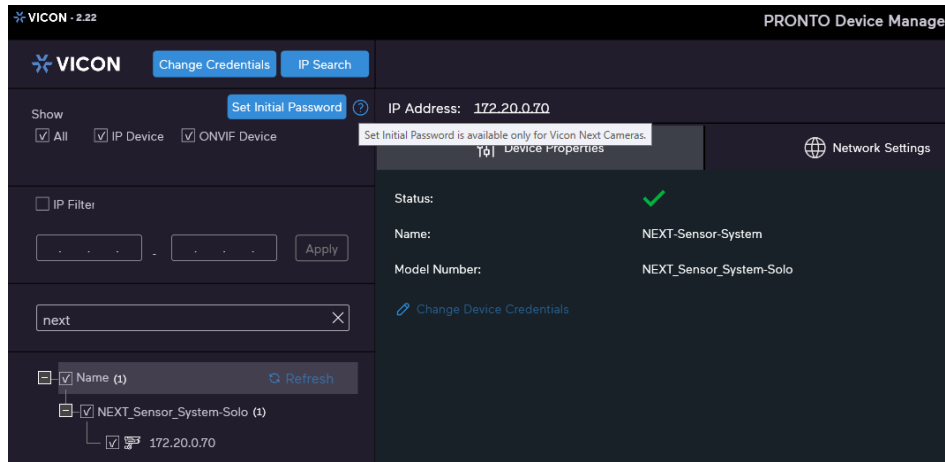 VICON - 2.22
PRONTO Device Manage
VICON
Change Credentials
IP Search
Show
Set Initial Password
?
All
IP Device
ONVIF Device
IP Address: 172.20.0.70
Set Initial Password is available only for Vicon Next Cameras.
Device Properties
Network Settings
IP Filter
. . . - . . .
Apply
Status:
Name: NEXT-Sensor-System
Model Number: NEXT_Sensor_System-Solo
Change Device Credentials
next
Name (1)
Refresh
NEXT_Sensor_System-Solo (1)
172.20.0.70